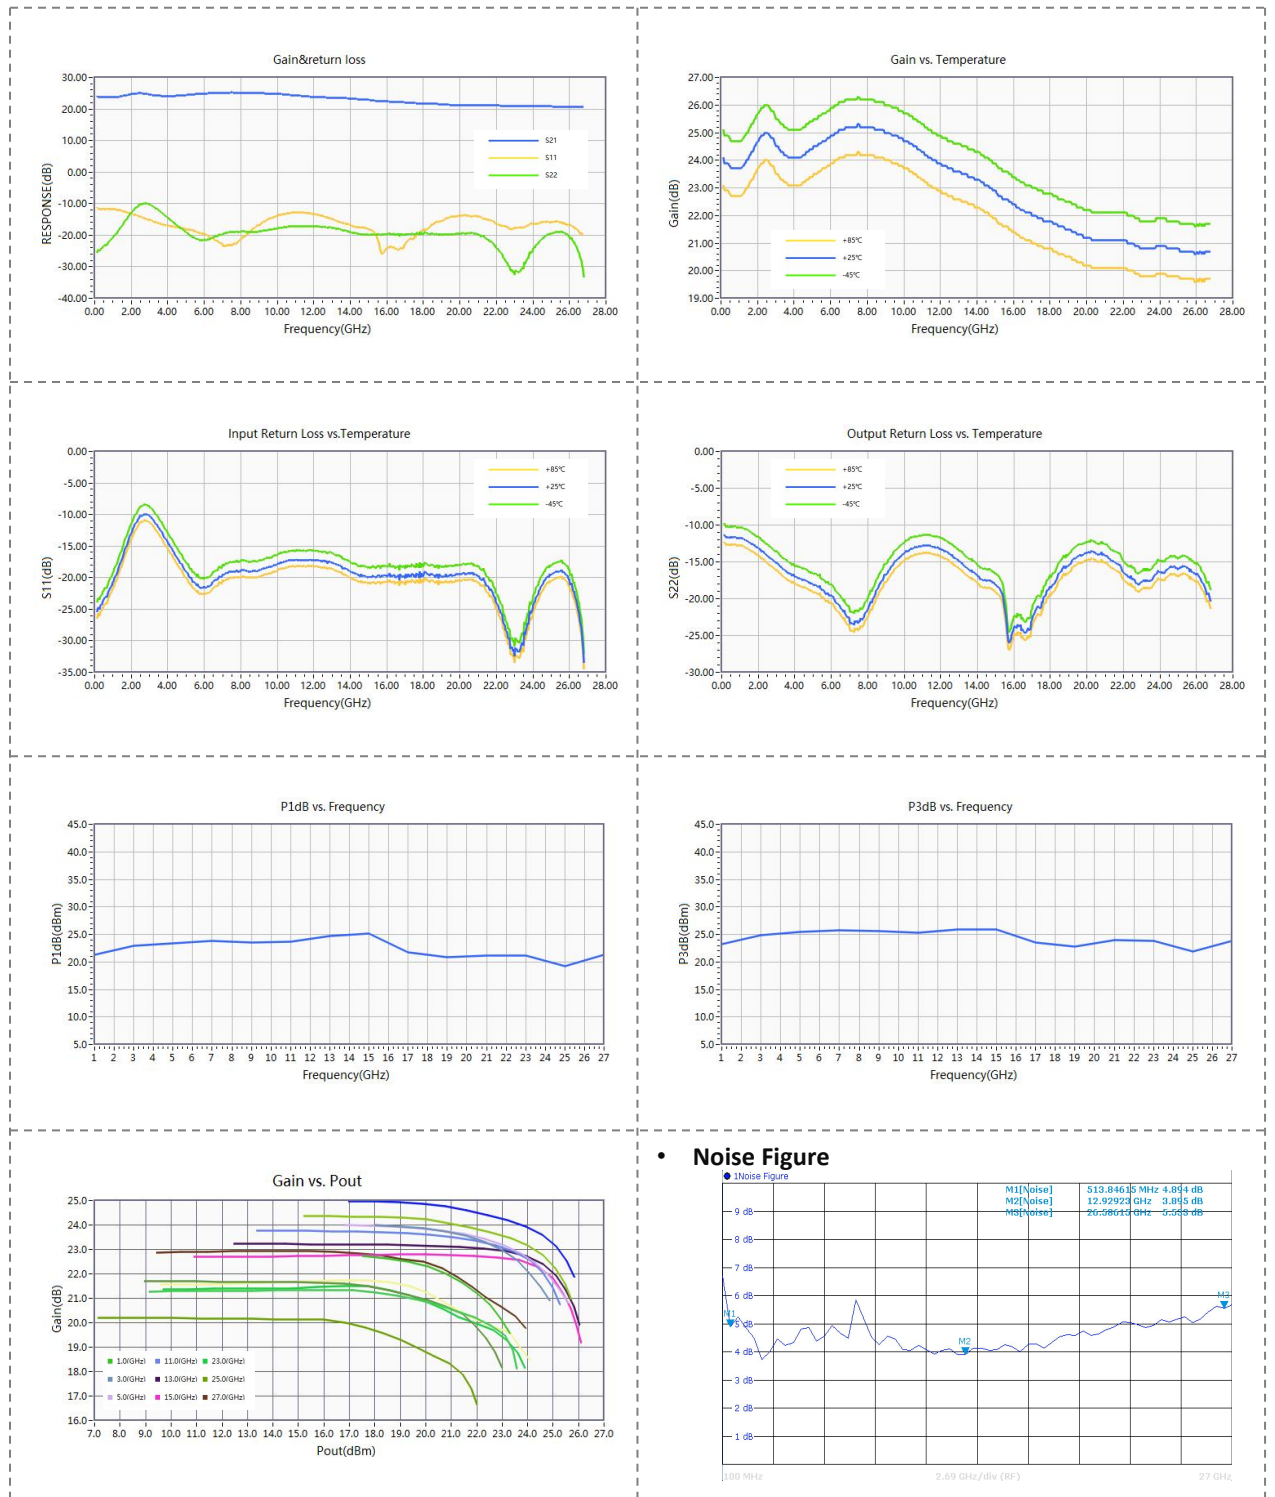 Gain&return loss
30.00
20.00
10.00
0.00
-10.00
-20.00
-30.00
-40.00
RESPONSE(dB)
S21
S11
S22
0.00 2.00 4.00 6.00 8.00 10.00 12.00 14.00 16.00 18.00 20.00 22.00 24.00 26.00 28.00
Frequency(GHz)
Gain vs. Temperature
27.00
26.00
25.00
24.00
23.00
22.00
21.00
20.00
19.00
Gain(dB)
+85℃
+25℃
-45℃
0.00 2.00 4.00 6.00 8.00 10.00 12.00 14.00 16.00 18.00 20.00 22.00 24.00 26.00 28.00
Frequency(GHz)
Input Return Loss vs.Temperature
0.00
-5.00
-10.00
-15.00
-20.00
-25.00
-30.00
-35.00
S11(dB)
+85℃
+25℃
-45℃
0.00 2.00 4.00 6.00 8.00 10.00 12.00 14.00 16.00 18.00 20.00 22.00 24.00 26.00 28.00
Frequency(GHz)
Output Return Loss vs. Temperature
0.00
-5.00
-10.00
-15.00
-20.00
-25.00
-30.00
S22(dB)
+85℃
+25℃
-45℃
0.00 2.00 4.00 6.00 8.00 10.00 12.00 14.00 16.00 18.00 20.00 22.00 24.00 26.00 28.00
Frequency(GHz)
P1dB vs. Frequency
45.0
40.0
35.0
30.0
25.0
20.0
15.0
10.0
5.0
P1dB(dBm)
1 2 3 4 5 6 7 8 9 10 11 12 13 14 15 16 17 18 19 20 21 22 23 24 25 26 27
Frequency(GHz)
P3dB vs. Frequency
45.0
40.0
35.0
30.0
25.0
20.0
15.0
10.0
5.0
P3dB(dBm)
1 2 3 4 5 6 7 8 9 10 11 12 13 14 15 16 17 18 19 20 21 22 23 24 25 26 27
Frequency(GHz)
Gain vs. Pout
25.0
24.0
23.0
22.0
21.0
20.0
19.0
18.0
17.0
16.0
Gain(dB)
1.0(GHz) 11.0(GHz) 23.0(GHz)
3.0(GHz) 13.0(GHz) 25.0(GHz)
5.0(GHz) 15.0(GHz) 27.0(GHz)
7.0 8.0 9.0 10.0 11.0 12.0 13.0 14.0 15.0 16.0 17.0 18.0 19.0 20.0 21.0 22.0 23.0 24.0 25.0 26.0 27.0
Pout(dBm)
• Noise Figure
1Noise Figure
M1[Noise] 513.84615 MHz 4.894 dB
M2[Noise] 12.92923 GHz 3.895 dB
M3[Noise] 26.58615 GHz 5.553 dB
9 dB
8 dB
7 dB
6 dB
5 dB
4 dB
3 dB
2 dB
1 dB
M1
M2
M3
100 MHz 2.69 GHz/div (RF) 27 GHz